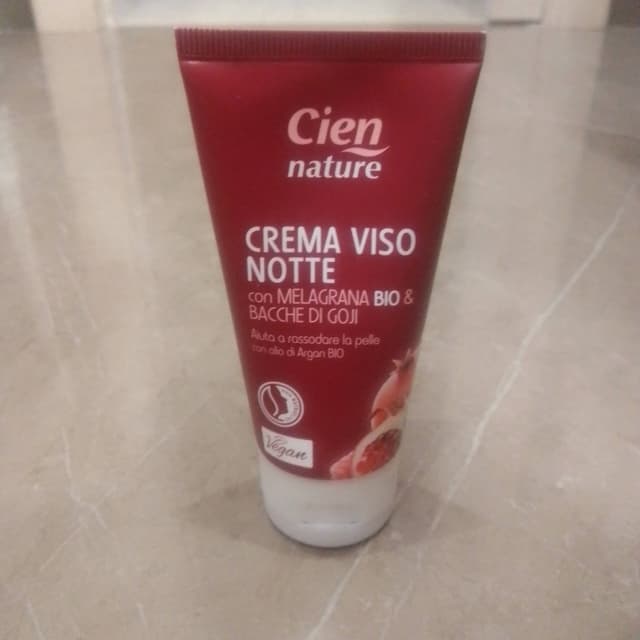 Cien
nature
CREMA VISO
NOTTE
con MELAGRANA BIO &
BACCHE DI GOJI
Aiuta a rassodare la pelle
con olio di Argan BIO
Vegan